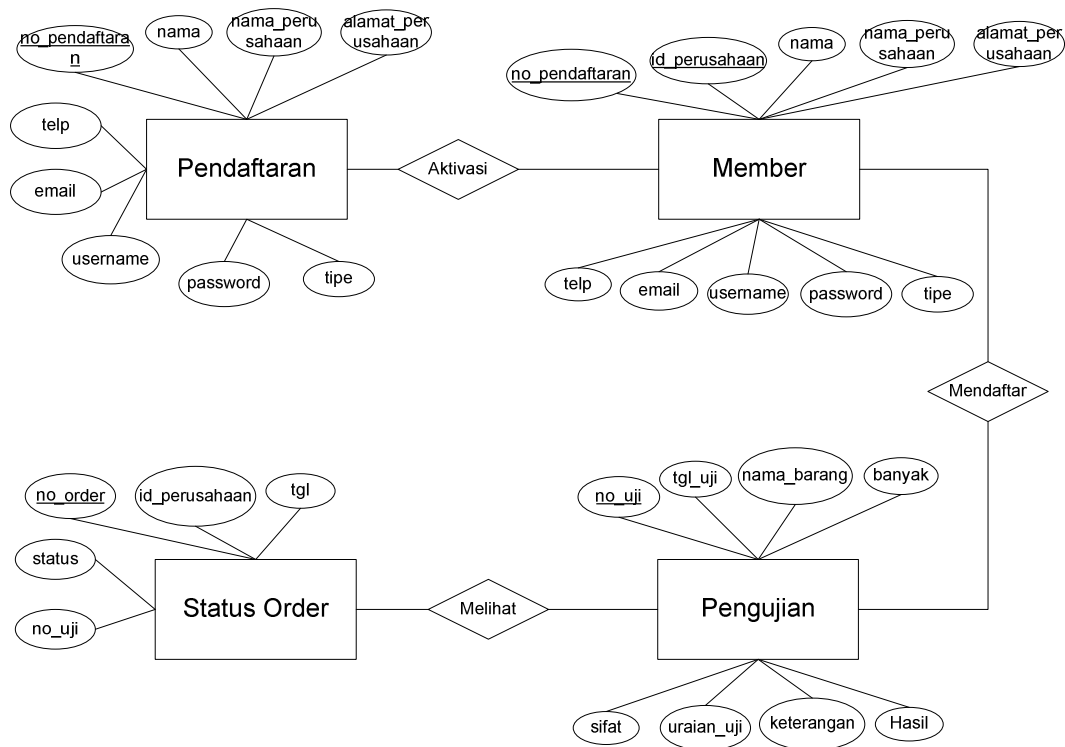 no_pendaftara
n
nama
nama_peru
sahaan
alamat_per
usahaan
telp
email
username
password
tipe
Pendaftaran
Aktivasi
no_pendaftaran
id_perusahaan
nama
nama_peru
sahaan
alamat_per
usahaan
Member
telp
email
username
password
tipe
Mendaftar
no_order
id_perusahaan
tgl
status
no_uji
Status Order
Melihat
no_uji
tgl_uji
nama_barang
banyak
Pengujian
sifat
uraian_uji
keterangan
Hasil